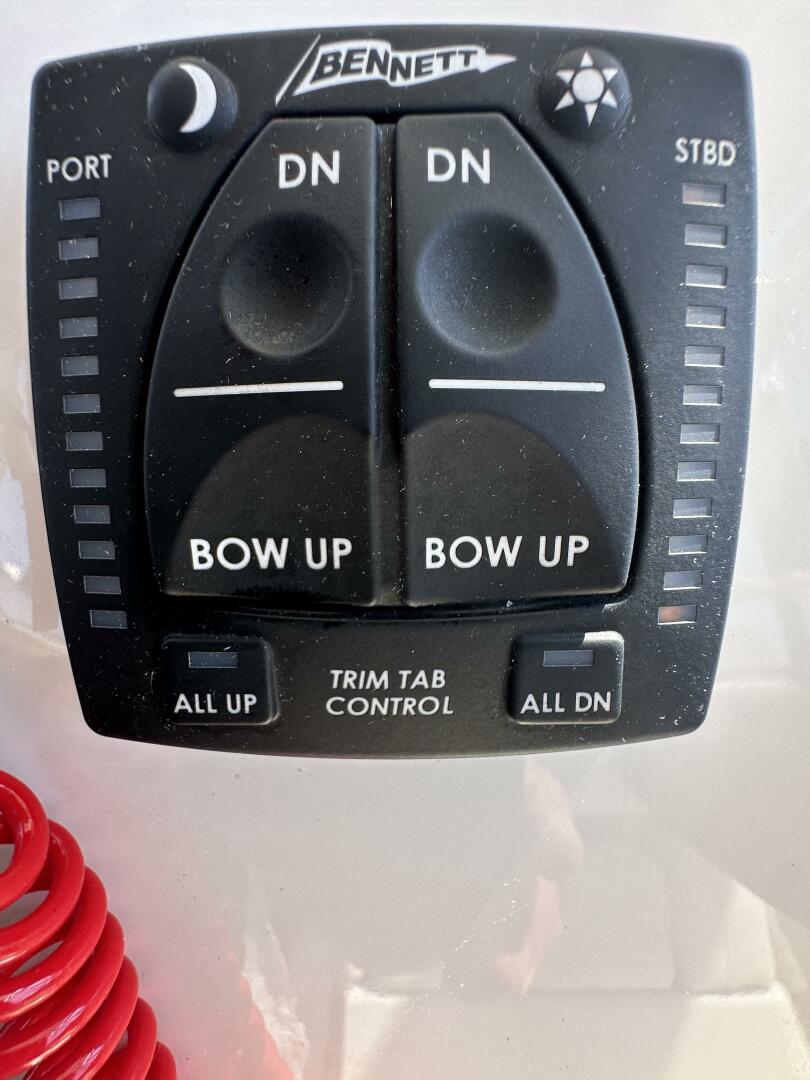 BENNETT
PORT
STBD
DN
DN
BOW UP
BOW UP
ALL UP
TRIM TAB
CONTROL
ALL DN